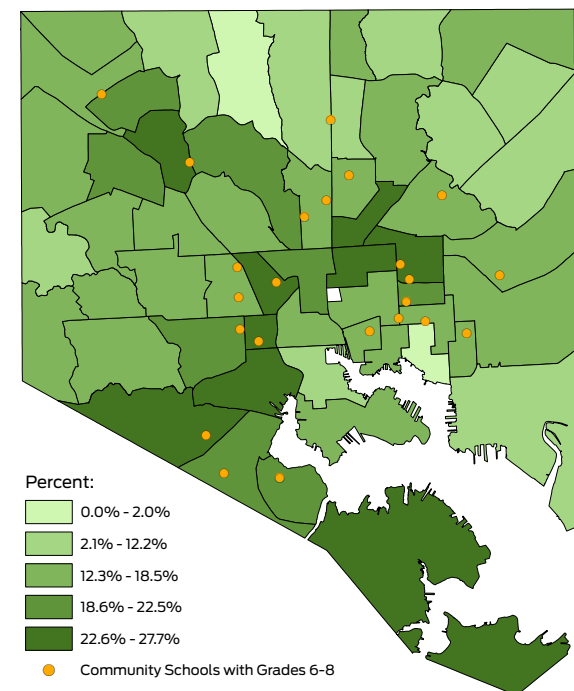 Percent:
0.0% - 2.0%
2.1% - 12.2%
12.3% - 18.5%
18.6% - 22.5%
22.6% - 27.7%
Community Schools with Grades 6-8